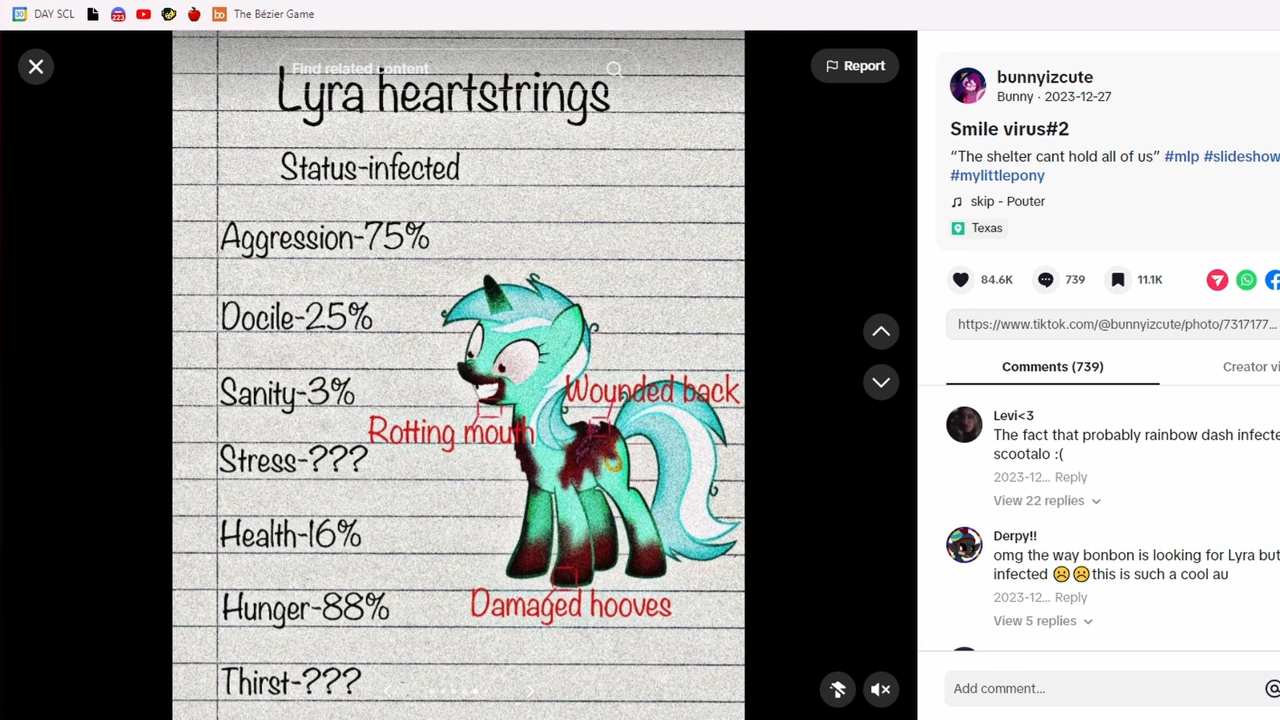 DAY SCL
223
The Bézier Game
Find related content
Report
Lyra heartstrings
Status-infected
Aggression-75%
Docile-25%
Sanity-3%
Stress-???
Health-16%
Hunger-88%
Thirst-???
Wounded back
Rotting mouth
Damaged hooves
bunnyizcute
Bunny · 2023-12-27
Smile virus#2
“The shelter cant hold all of us” #mlp #slideshow
#mylittlepony
skip - Pouter
Texas
84.6K
739
11.1K
https://www.tiktok.com/@bunnyizcute/photo/7317177...
Comments (739)
Creator vi
Levi<3
The fact that probably rainbow dash infecte
scootalo :(
2023-12... Reply
View 22 replies
Derpy!!
omg the way bonbon is looking for Lyra but
infected ☹️☹️this is such a cool au
2023-12... Reply
View 5 replies
Add comment...
@